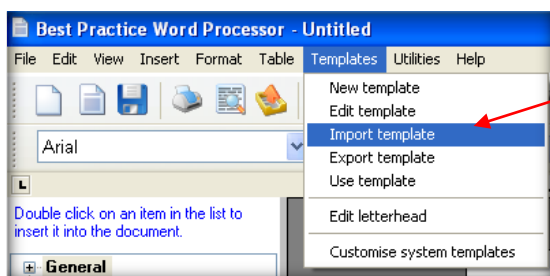 Best Practice Word Processor - Untitled
File Edit View Insert Format Table Templates Utilities Help
New template
Edit template
Import template
Export template
Use template
Edit letterhead
Customise system templates
Arial
L
Double click on an item in the list to
insert it into the document.
General